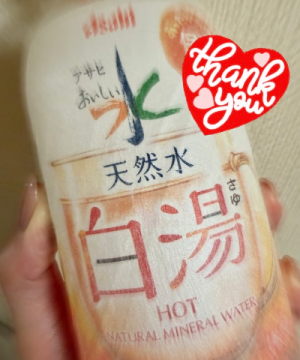 Asahi
アサヒ
おいしい
水
天然水
白湯
さゆ
HOT
NATURAL MINERAL WATER
thank
you!